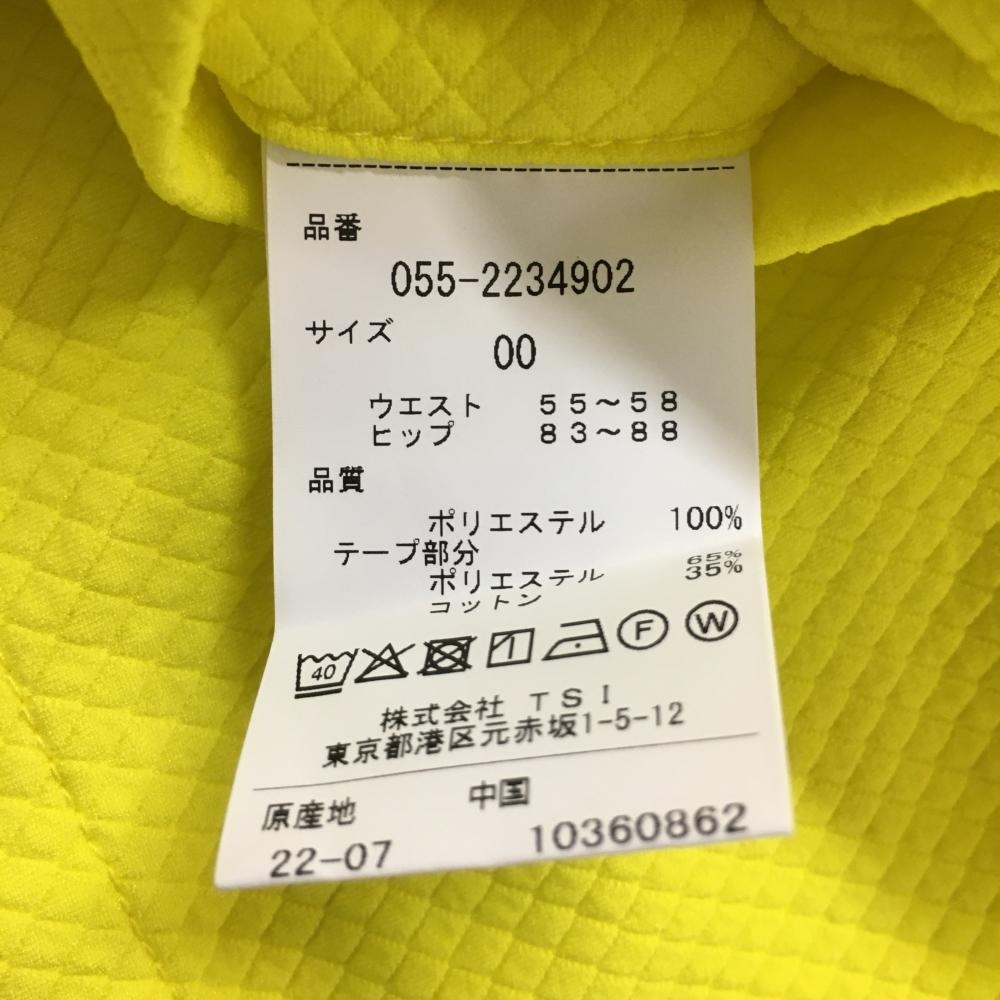 品番
055-2234902
サイズ
00
ウエスト 55～58
ヒップ 83～88
品質
ポリエステル 100%
テープ部分
ポリエステル 65%
コットン 35%
40 F W
株式会社 TSI
東京都港区元赤坂1-5-12
原産地 中国
22-07 10360862